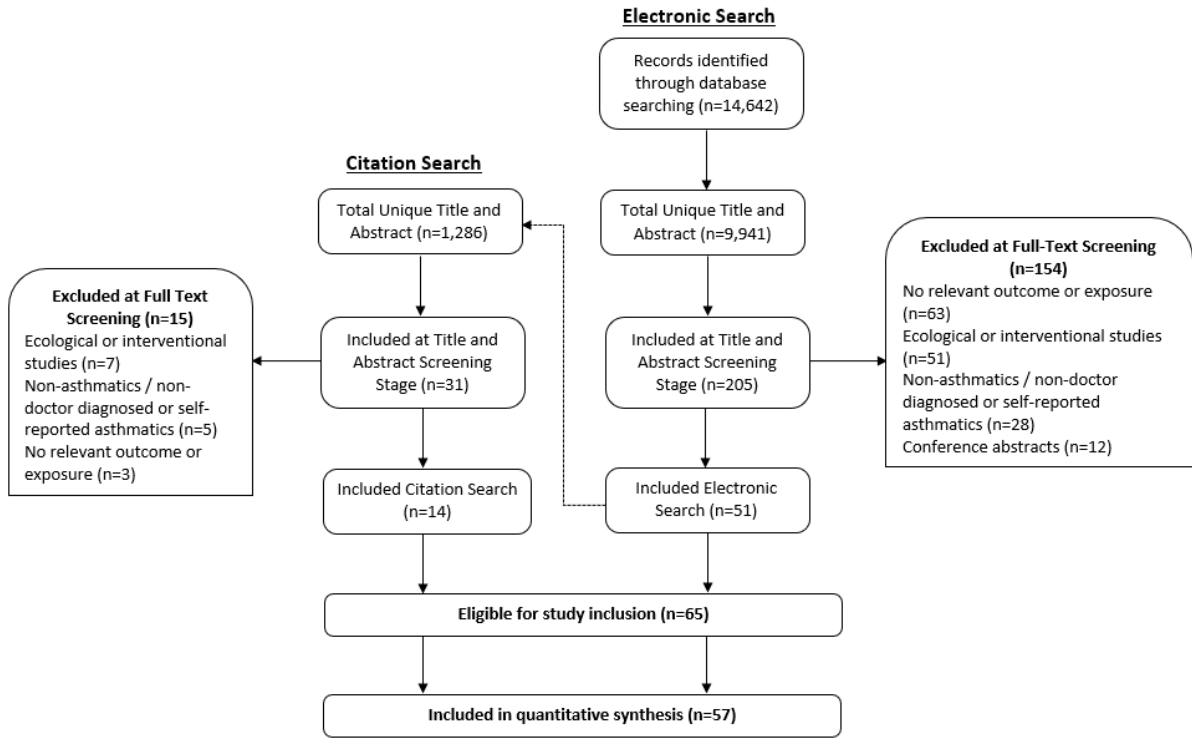 Electronic Search
Records identified
through database
searching (n=14,642)
Citation Search
Total Unique Title and
Abstract (n=1,286)
Total Unique Title and
Abstract (n=9,941)
Excluded at Full-Text Screening
(n=154)
No relevant outcome or exposure
(n=63)
Ecological or interventional studies
(n=51)
Non-asthmatics / non-doctor
diagnosed or self-reported
asthmatics (n=28)
Conference abstracts (n=12)
Excluded at Full Text
Screening (n=15)
Ecological or interventional
studies (n=7)
Non-asthmatics / non-
doctor diagnosed or self-
reported asthmatics (n=5)
No relevant outcome or
exposure (n=3)
Included at Title and
Abstract Screening
Stage (n=31)
Included at Title and
Abstract Screening
Stage (n=205)
Included Citation Search
(n=14)
Included Electronic
Search (n=51)
Eligible for study inclusion (n=65)
Included in quantitative synthesis (n=57)